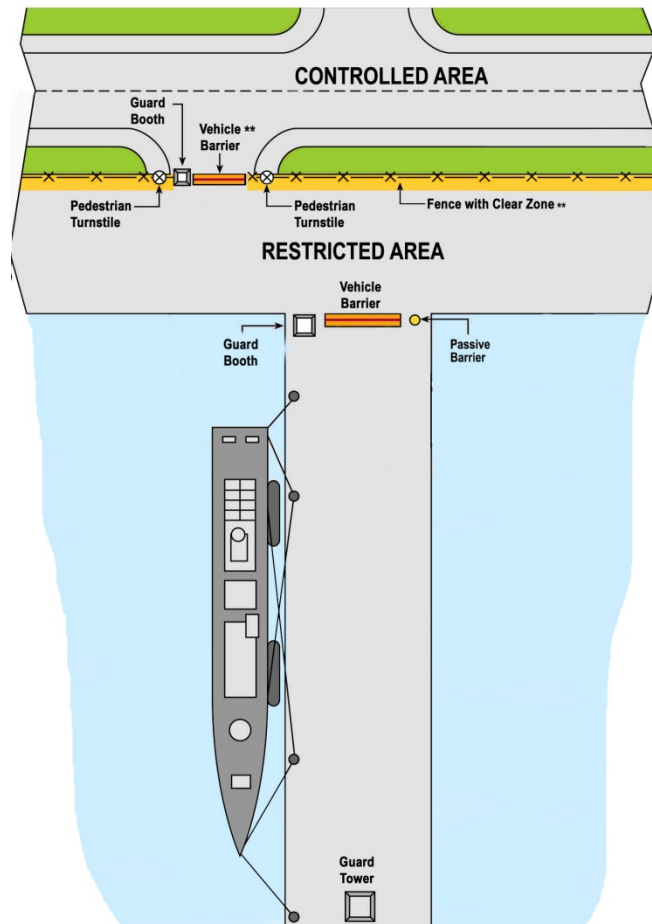 CONTROLLED AREA
Guard
Booth
Vehicle **
Barrier
Pedestrian
Turnstile
Pedestrian
Turnstile
Fence with Clear Zone **
RESTRICTED AREA
Vehicle
Barrier
Guard
Booth
Passive
Barrier
Guard
Tower